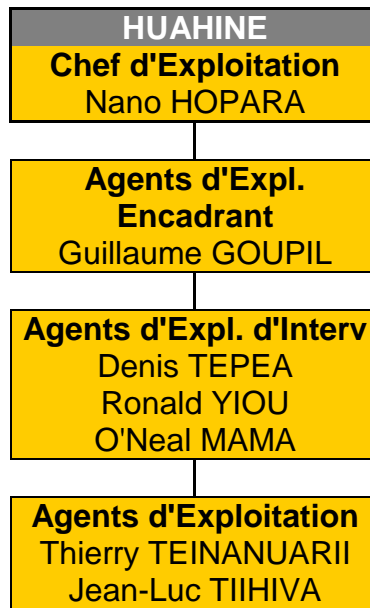 HUAHINE
Chef d'Exploitation
Nano HOPARA
Agents d'Expl.
Encadrant
Guillaume GOUPIL
Agents d'Expl. d'Interv
Denis TEPEA
Ronald YIOU
O'Neal MAMA
Agents d'Exploitation
Thierry TEINANUARII
Jean-Luc TIIHIVA